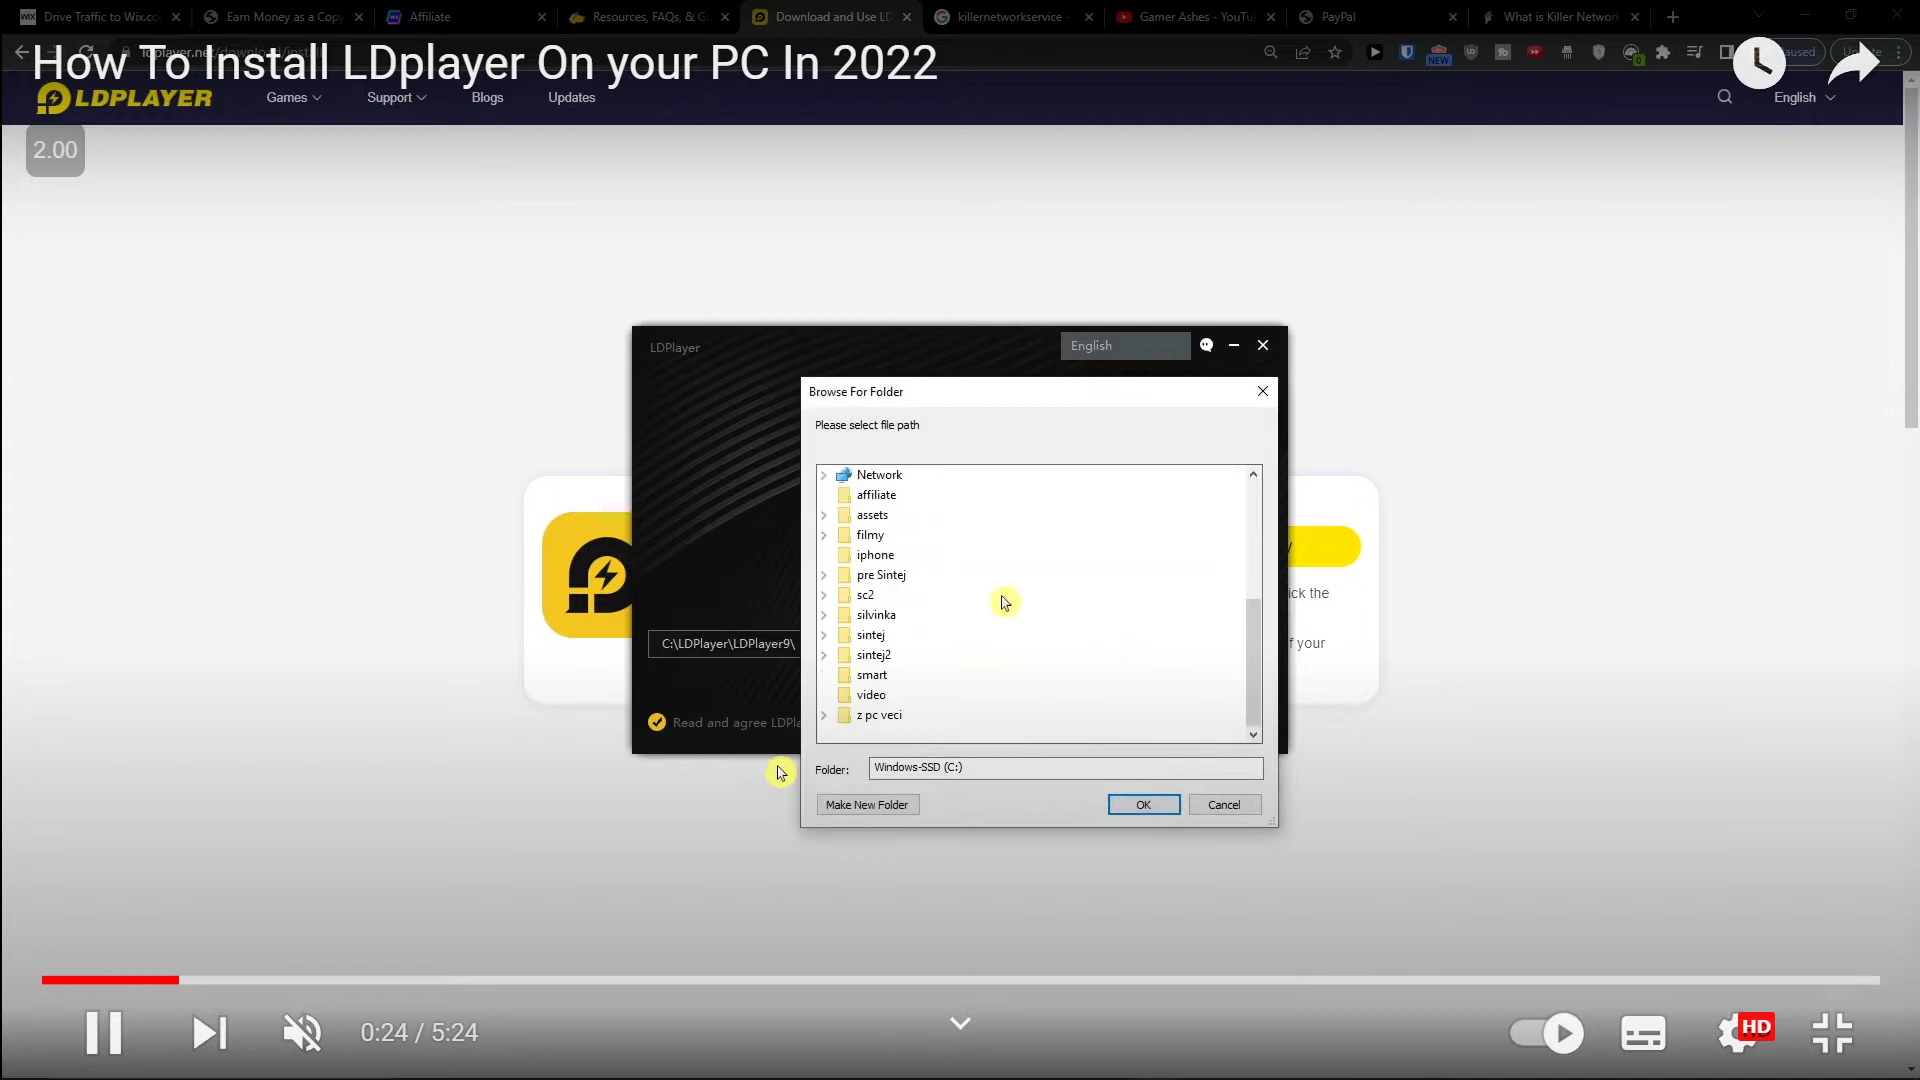 Drive Traffic to Wix.co
Earn Money as a Copy
Affiliate
Resources, FAQs, & G
Download and Use LD
killernetworkservice -
Gamer Ashes - YouTu
PayPal
What is Killer Network
How To Install LDplayer On your PC In 2022
NEW
LDPLAYER
Games
Support
Blogs
Updates
English
2.00
LDPlayer
English
Browse For Folder
Please select file path
Network
affiliate
assets
filmy
iphone
pre Sintej
sc2
silvinka
sintej
sintej2
smart
video
z pc veci
ick the
f your
C:\LDPlayer\LDPlayer9\
Read and agree LDPla
Folder:
Windows-SSD (C:)
Make New Folder
OK
Cancel
0:24 / 5:24
HD